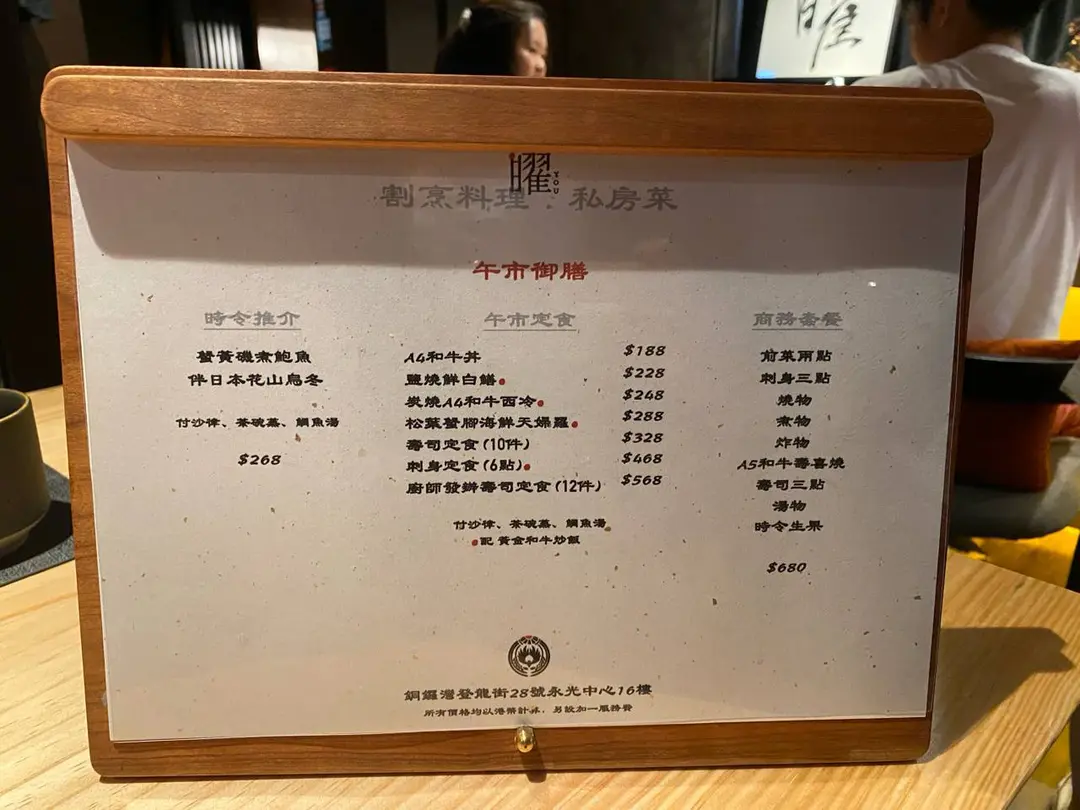 曜 YOU
割烹料理．私房菜
午市御膳
時令推介
蟹黃磯煮鮑魚
伴日本花山烏冬
付沙律、茶碗蒸、鯛魚湯
$268
午市定食
A4和牛丼 $188
鹽燒鮮白鱔 $228
炭燒A4和牛西冷 $248
松葉蟹腳海鮮天婦羅 $288
壽司定食 (10件) $328
刺身定食 (6點) $468
廚師發辦壽司定食 (12件) $568
付沙律、茶碗蒸、鯛魚湯
配 黃金和牛炒飯
商務套餐
前菜兩點
刺身三點
燒物
煮物
炸物
A5和牛壽喜燒
壽司三點
湯物
時令生果
$680
銅鑼灣登龍街28號永光中心16樓
所有價格均以港幣計算，另設加一服務費